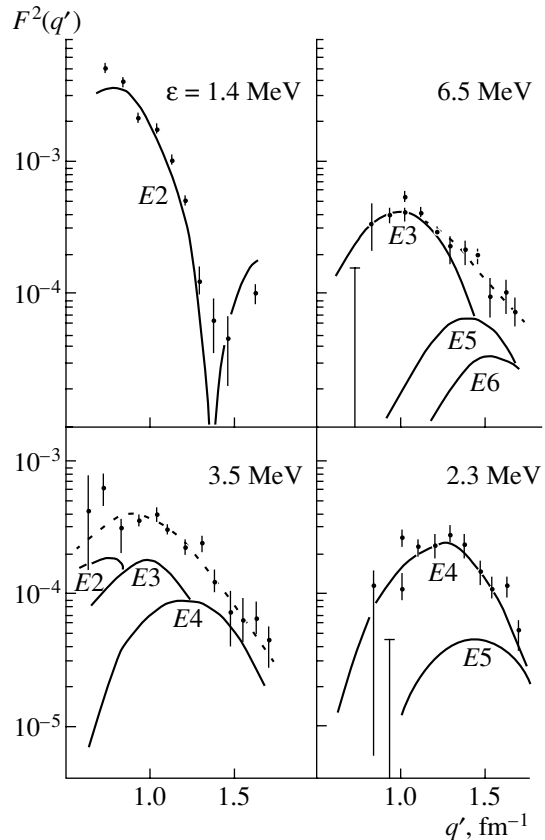 F²(q′)
ε = 1.4 MeV
6.5 MeV
10⁻³
E2
E3
10⁻⁴
E5
E6
10⁻³
3.5 MeV
2.3 MeV
E2
E3
E4
E4
10⁻⁴
E5
10⁻⁵
1.0 1.5 1.0 1.5
q′, fm⁻¹